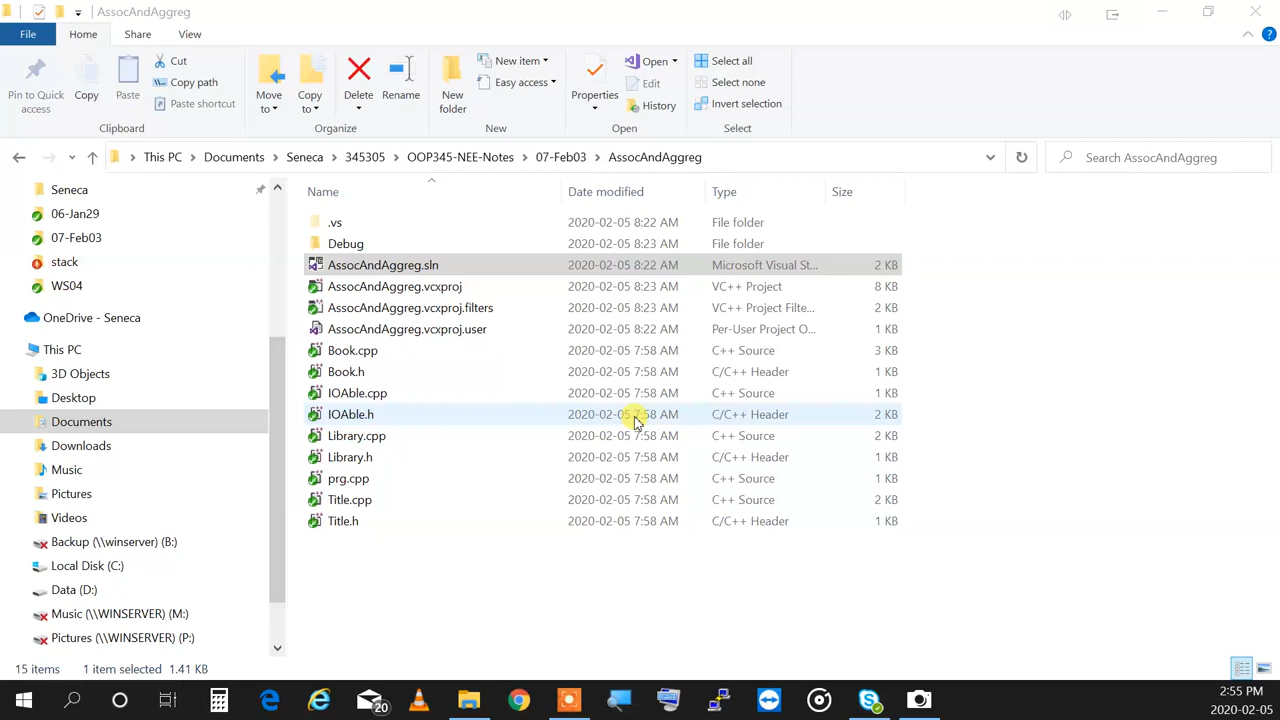 AssocAndAggreg
File Home Share View
Pin to Quick access
Copy
Paste
Cut
Copy path
Paste shortcut
Clipboard
Move to
Copy to
Delete
Rename
Organize
New folder
New item
Easy access
New
Properties
Open
Edit
History
Open
Select all
Select none
Invert selection
Select
This PC > Documents > Seneca > 345305 > OOP345-NEE-Notes > 07-Feb03 > AssocAndAggreg
Search AssocAndAggreg
Seneca
06-Jan29
07-Feb03
stack
WS04
OneDrive - Seneca
This PC
3D Objects
Desktop
Documents
Downloads
Music
Pictures
Videos
Backup (\\winserver) (B:)
Local Disk (C:)
Data (D:)
Music (\\WINSERVER) (M:)
Pictures (\\WINSERVER) (P:)
Name Date modified Type Size
.vs 2020-02-05 8:22 AM File folder
Debug 2020-02-05 8:23 AM File folder
AssocAndAggreg.sln 2020-02-05 8:22 AM Microsoft Visual St... 2 KB
AssocAndAggreg.vcxproj 2020-02-05 8:23 AM VC++ Project 8 KB
AssocAndAggreg.vcxproj.filters 2020-02-05 8:23 AM VC++ Project Filte... 2 KB
AssocAndAggreg.vcxproj.user 2020-02-05 8:22 AM Per-User Project O... 1 KB
Book.cpp 2020-02-05 7:58 AM C++ Source 3 KB
Book.h 2020-02-05 7:58 AM C/C++ Header 1 KB
IOAble.cpp 2020-02-05 7:58 AM C++ Source 1 KB
IOAble.h 2020-02-05 7:58 AM C/C++ Header 2 KB
Library.cpp 2020-02-05 7:58 AM C++ Source 2 KB
Library.h 2020-02-05 7:58 AM C/C++ Header 1 KB
prg.cpp 2020-02-05 7:58 AM C++ Source 1 KB
Title.cpp 2020-02-05 7:58 AM C++ Source 2 KB
Title.h 2020-02-05 7:58 AM C/C++ Header 1 KB
15 items 1 item selected 1.41 KB
20
2:55 PM
2020-02-05